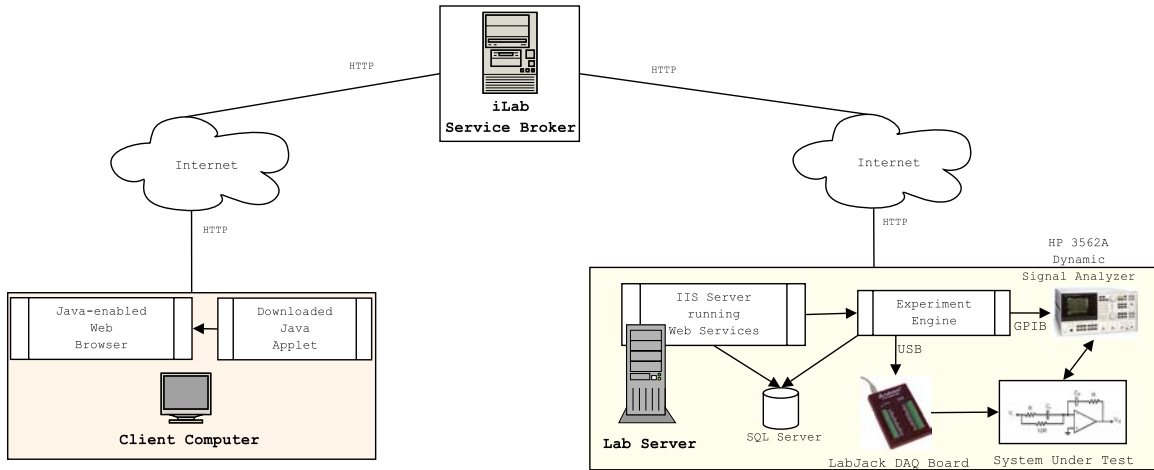 HTTP
iLab
Service Broker
HTTP
Internet
Internet
HTTP
HTTP
HP 3562A
Dynamic
Signal Analyzer
Java-enabled
Web
Browser
Downloaded
Java
Applet
Client Computer
IIS Server
running
Web Services
Experiment
Engine
GPIB
USB
Lab Server
SQL Server
LabJack DAQ Board
System Under Test